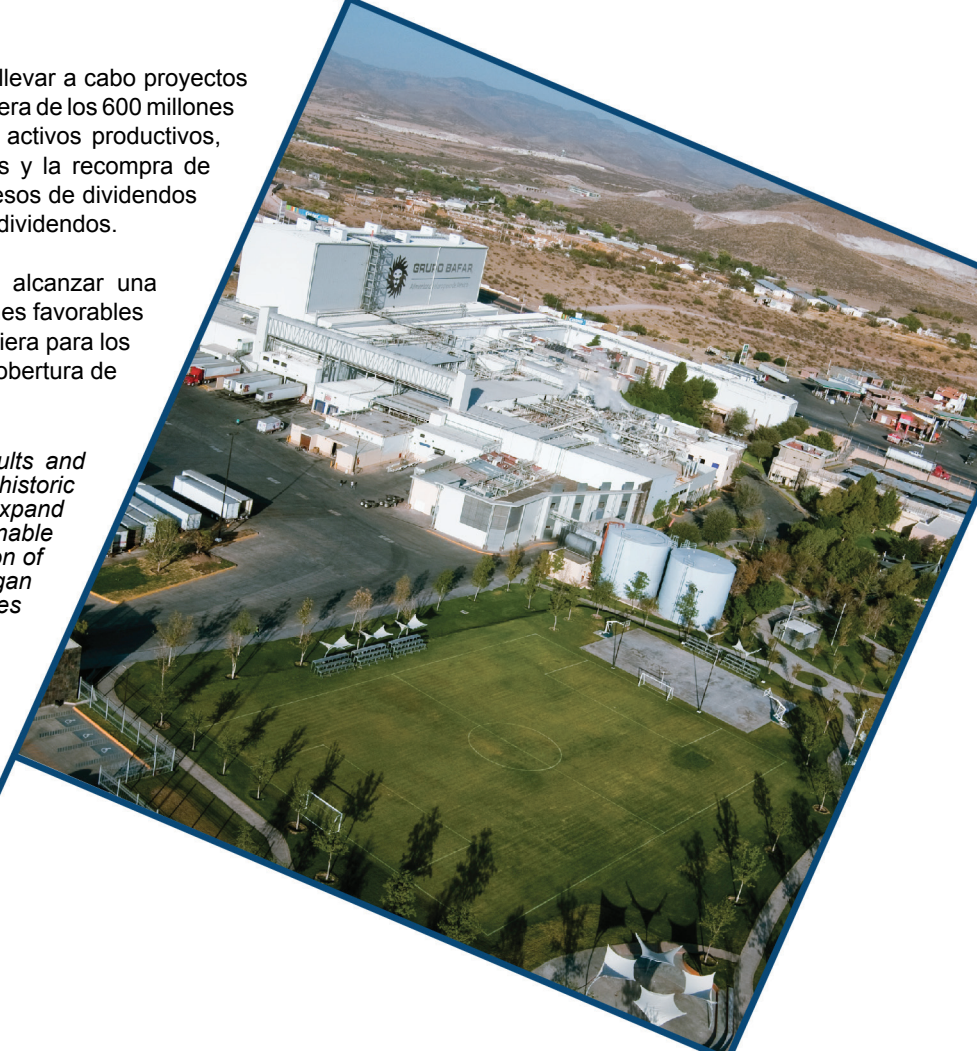 llevar a cabo proyectos
era de los 600 millones
activos productivos,
s y la recompra de
esos de dividendos
dividendos.
alcanzar una
es favorables
iera para los
obertura de
ults and
historic
xpand
nable
on of
gan
es
GRUPO BAFAR